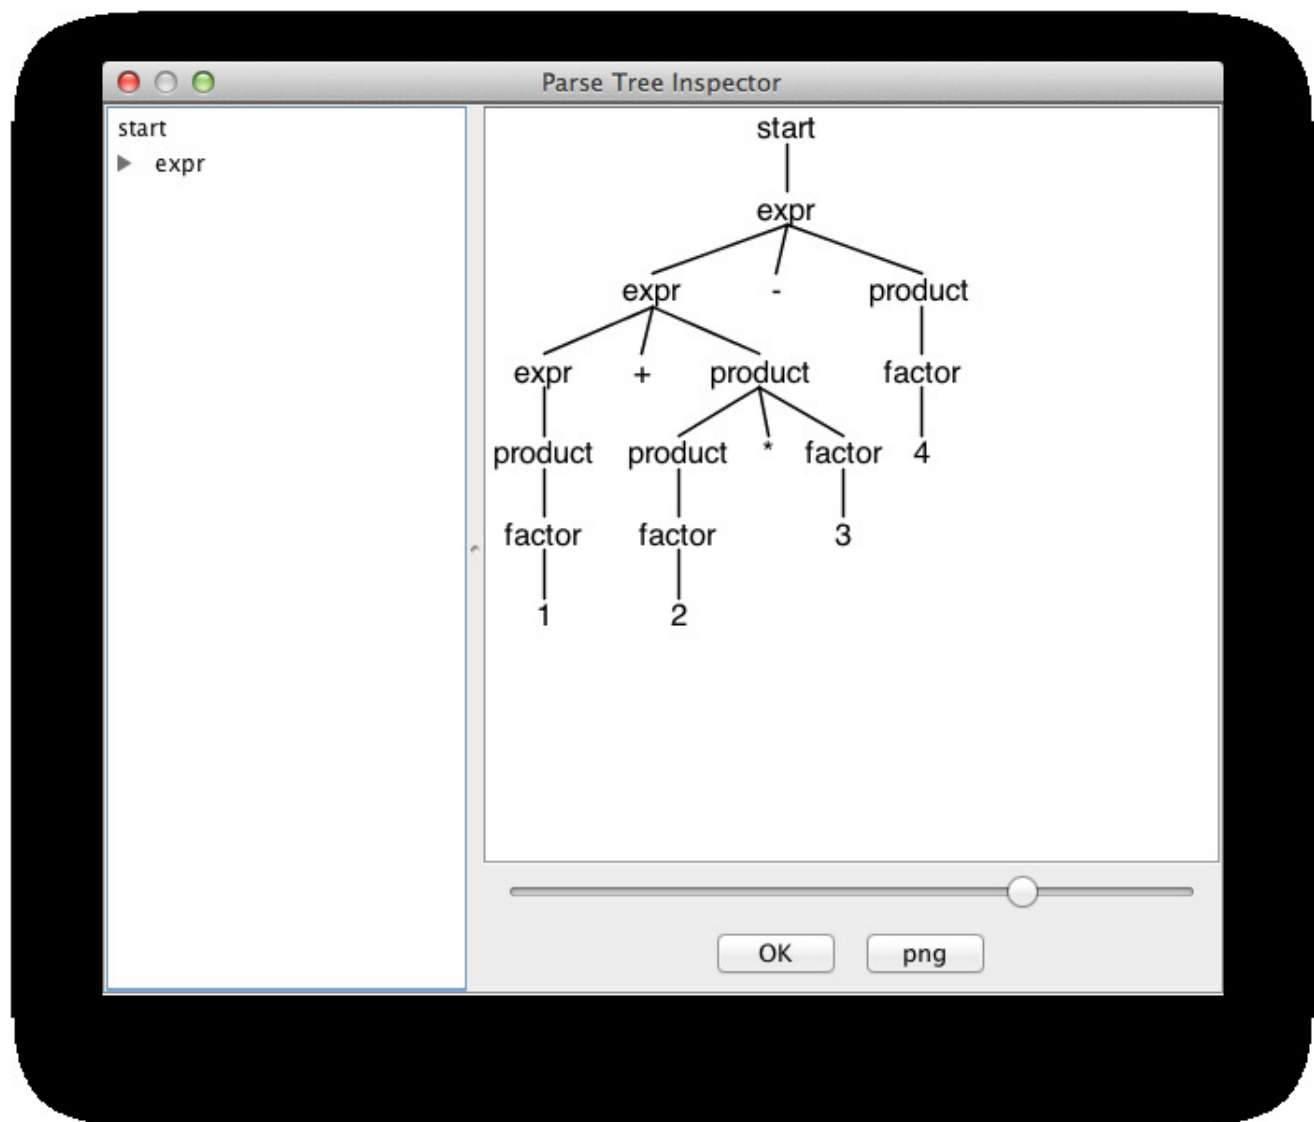 Parse Tree Inspector
start
expr
start
expr
expr - product
expr + product factor
product product * factor 4
factor factor 3
1 2
OK png